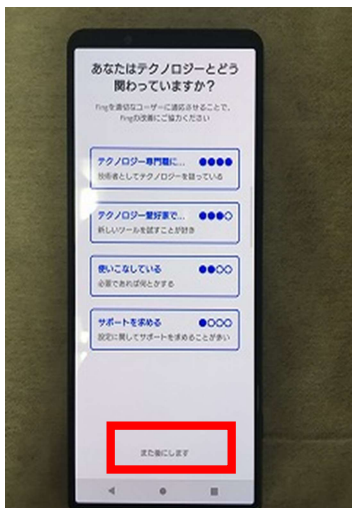 あなたはテクノロジーとどう
関わっていますか？
Fingを適切なユーザーに適応させることで、
Fingの改善にご協力ください
テクノロジー専門職に...
技術者としてテクノロジーを扱っている
テクノロジー愛好家で...
新しいツールを試すことが好き
使いこなしている
必要であれば何とかする
サポートを求める
設定に関してサポートを求めることが多い
また後にします